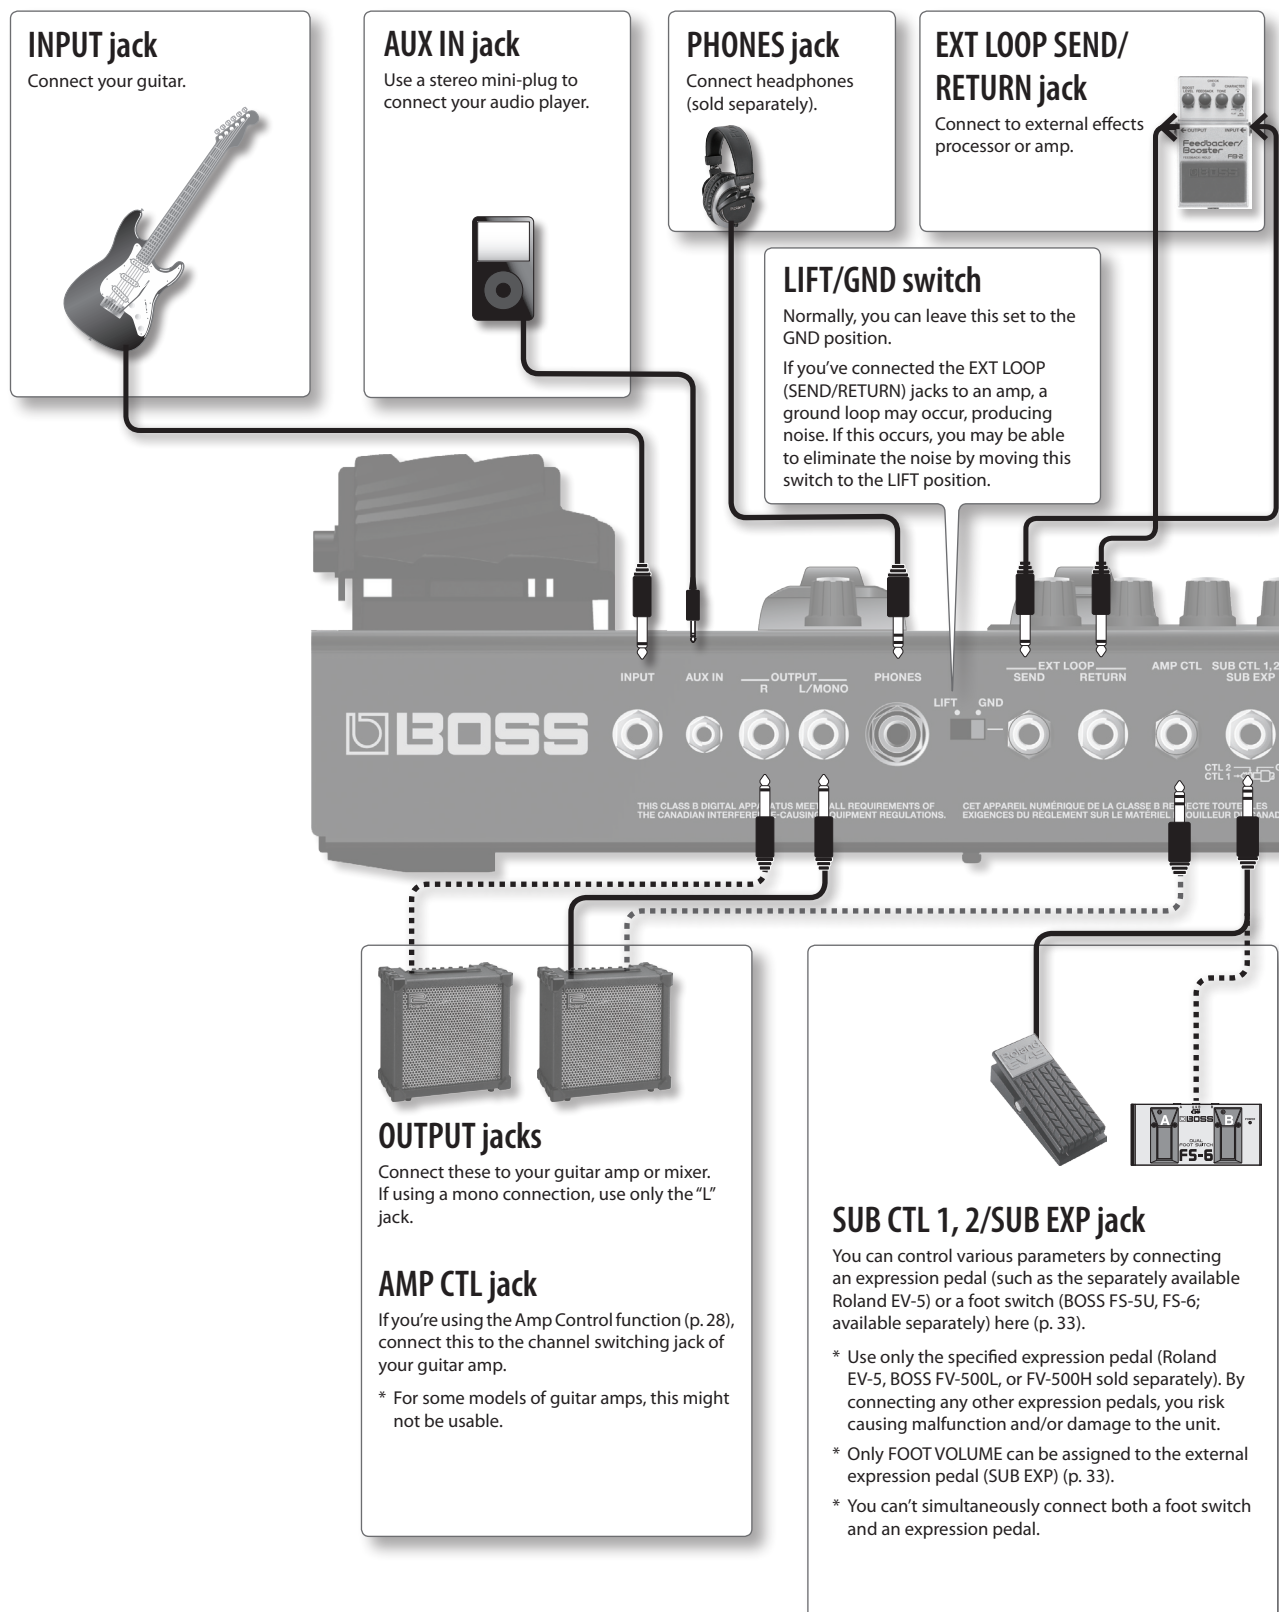 INPUT jack
Connect your guitar.
AUX IN jack
Use a stereo mini-plug to
connect your audio player.
PHONES jack
Connect headphones
(sold separately).
EXT LOOP SEND/
RETURN jack
Connect to external effects
processor or amp.
OUTPUT INPUT
Feedbacker/
Booster
FB-2
BOSS
LIFT/GND switch
Normally, you can leave this set to the
GND position.
If you've connected the EXT LOOP
(SEND/RETURN) jacks to an amp, a
ground loop may occur, producing
noise. If this occurs, you may be able
to eliminate the noise by moving this
switch to the LIFT position.
INPUT AUX IN OUTPUT PHONES EXT LOOP AMP CTL SUB CTL 1,2
R L/MONO SEND RETURN SUB EXP
LIFT GND
BOSS
CTL 2
CTL 1
THIS CLASS B DIGITAL MEET ALL REQUIREMENTS OF
THE CANADIAN REGULATIONS.
CET APPAREIL NUMÉRIQUE DE LA CLASSE B LES
EXIGENCES DU RÈGLEMENT SUR LE MATÉRIEL
OUTPUT jacks
Connect these to your guitar amp or mixer.
If using a mono connection, use only the “L”
jack.
AMP CTL jack
If you're using the Amp Control function (p. 28),
connect this to the channel switching jack of
your guitar amp.
* For some models of guitar amps, this might
not be usable.
Roland
EV-5
A BOSS B
DUAL
FOOT SWITCH
FS-6
SUB CTL 1, 2/SUB EXP jack
You can control various parameters by connecting
an expression pedal (such as the separately available
Roland EV-5) or a foot switch (BOSS FS-5U, FS-6;
available separately) here (p. 33).
* Use only the specified expression pedal (Roland
EV-5, BOSS FV-500L, or FV-500H sold separately). By
connecting any other expression pedals, you risk
causing malfunction and/or damage to the unit.
* Only FOOT VOLUME can be assigned to the external
expression pedal (SUB EXP) (p. 33).
* You can't simultaneously connect both a foot switch
and an expression pedal.